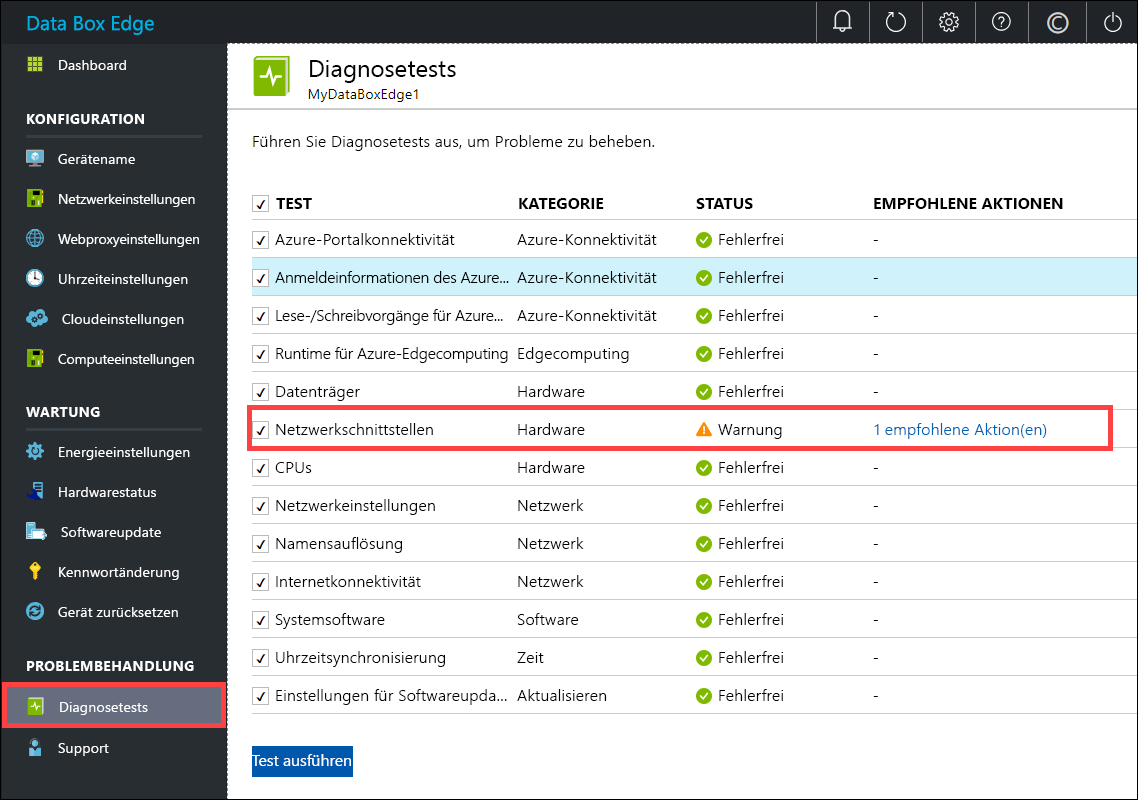 Data Box Edge
Dashboard
KONFIGURATION
Gerätename
Netzwerkeinstellungen
Webproxyeinstellungen
Uhrzeiteinstellungen
Cloudeinstellungen
Computeeinstellungen
WARTUNG
Energieeinstellungen
Hardwarestatus
Softwareupdate
Kennwortänderung
Gerät zurücksetzen
PROBLEMBEHANDLUNG
Diagnosetests
Support
Diagnosetests
MyDataBoxEdge1
Führen Sie Diagnosetests aus, um Probleme zu beheben.
TEST KATEGORIE STATUS EMPFOHLENE AKTIONEN
Azure-Portalkonnektivität Azure-Konnektivität Fehlerfrei -
Anmeldeinformationen des Azure... Azure-Konnektivität Fehlerfrei -
Lese-/Schreibvorgänge für Azure... Azure-Konnektivität Fehlerfrei -
Runtime für Azure-Edgecomputing Edgecomputing Fehlerfrei -
Datenträger Hardware Fehlerfrei -
Netzwerkschnittstellen Hardware Warnung 1 empfohlene Aktion(en)
CPUs Hardware Fehlerfrei -
Netzwerkeinstellungen Netzwerk Fehlerfrei -
Namensauflösung Netzwerk Fehlerfrei -
Internetkonnektivität Netzwerk Fehlerfrei -
Systemsoftware Software Fehlerfrei -
Uhrzeitsynchronisierung Zeit Fehlerfrei -
Einstellungen für Softwareupda... Aktualisieren Fehlerfrei -
Test ausführen